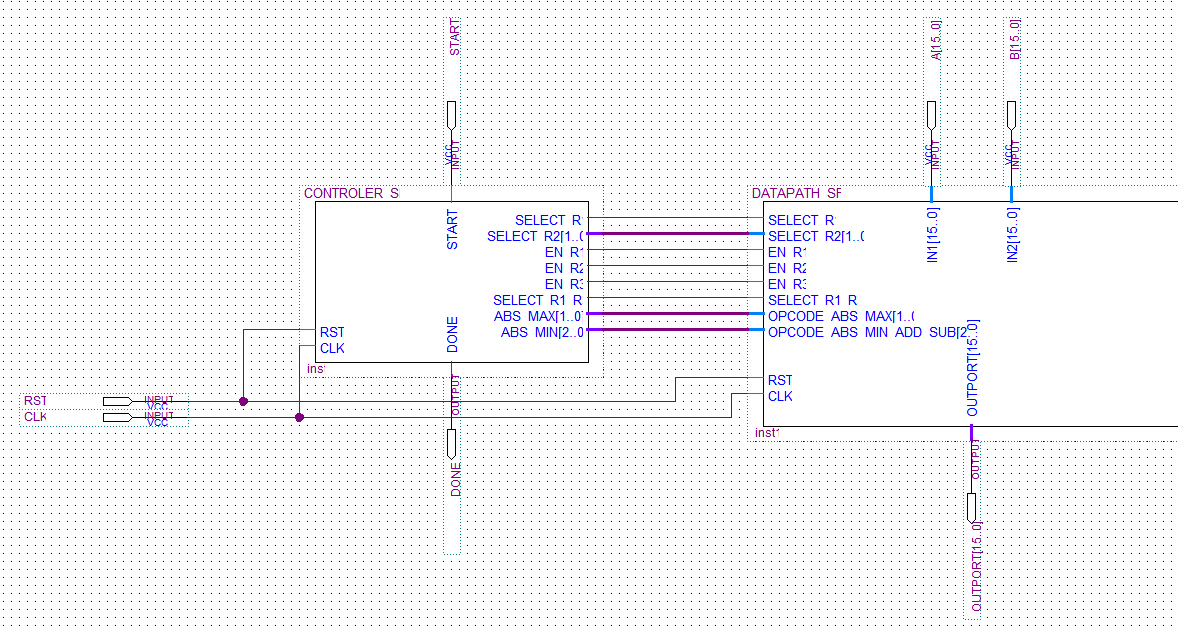 START
A[15..0]
B[15..0]
VCC
INPUT
VCC
INPUT
VCC
INPUT
CONTROLER S
START
SELECT R
SELECT R2[1..0
EN R1
EN R2
EN R3
SELECT R1 R
ABS MAX[1..0]
ABS MIN[2..0
RST
CLK
DONE
inst
DATAPATH SF
IN1[15..0]
IN2[15..0]
SELECT R
SELECT R2[1..0
EN R1
EN R2
EN R3
SELECT R1 R
OPCODE ABS MAX[1..0
OPCODE ABS MIN ADD SUB[2
RST
CLK
OUTPORT[15..0]
inst1
RST
INPUT
VCC
CLK
INPUT
VCC
OUTPUT
DONE
OUTPUT
OUTPORT[15..0]